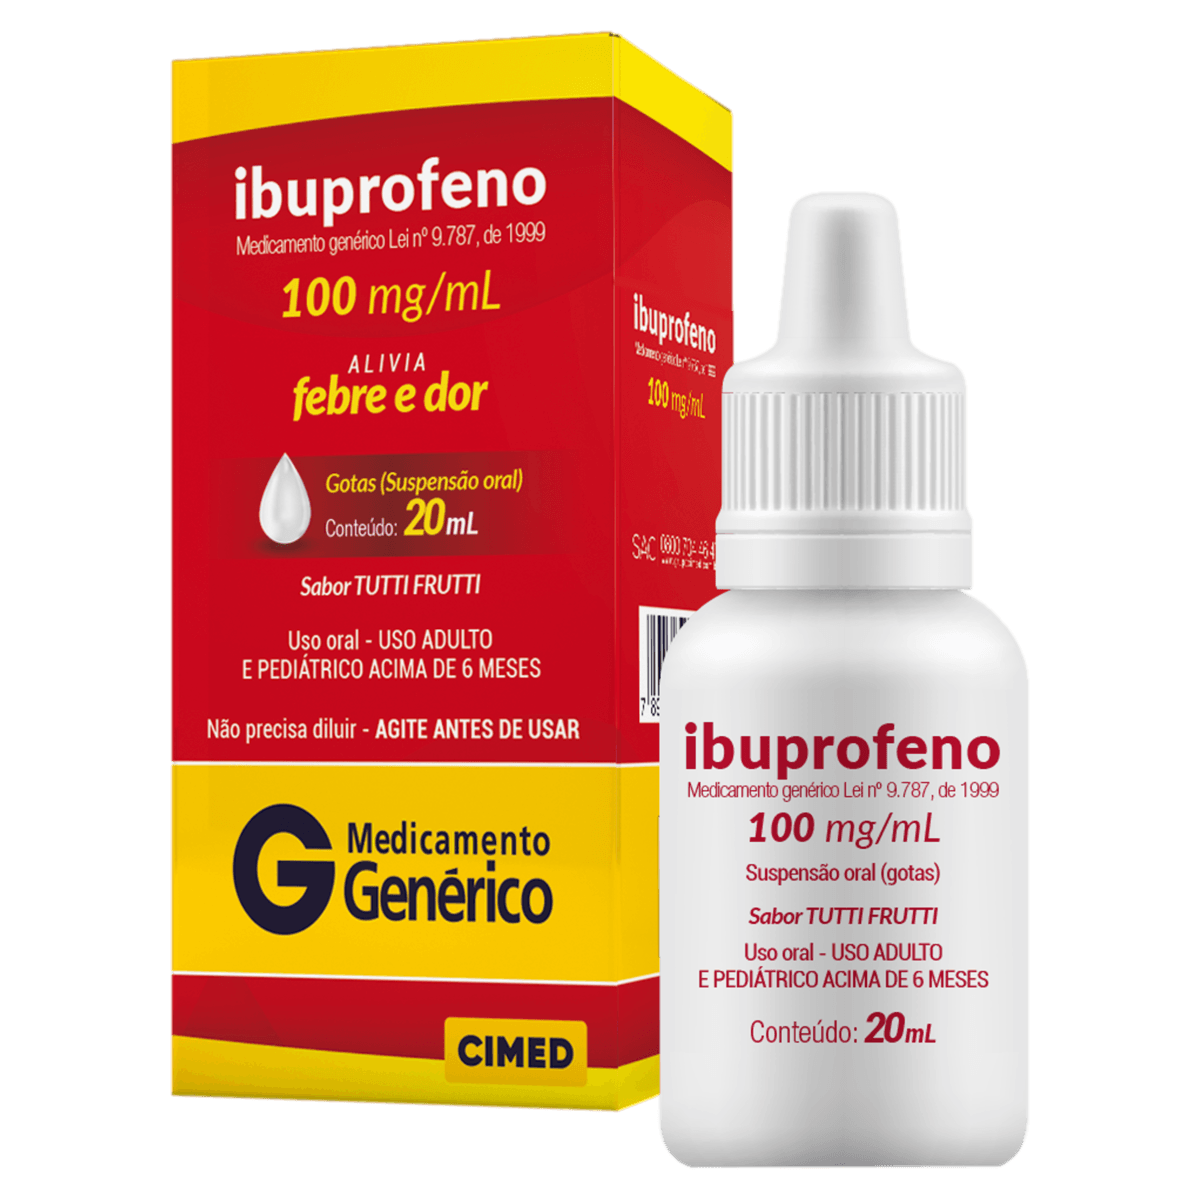 ibuprofeno
Medicamento genérico Lei nº 9.787, de 1999
100 mg/mL
ALIVIA
febre e dor
Gotas (Suspensão oral)
Conteúdo: 20mL
Sabor TUTTI FRUTTI
Uso oral - USO ADULTO
E PEDIÁTRICO ACIMA DE 6 MESES
Não precisa diluir - AGITE ANTES DE USAR
G Medicamento
Genérico
CIMED
ibuprofeno
100 mg/mL
SAC 0800 704 46 4
ibuprofeno
Medicamento genérico Lei nº 9.787, de 1999
100 mg/mL
Suspensão oral (gotas)
Sabor TUTTI FRUTTI
Uso oral - USO ADULTO
E PEDIÁTRICO ACIMA DE 6 MESES
Conteúdo: 20mL